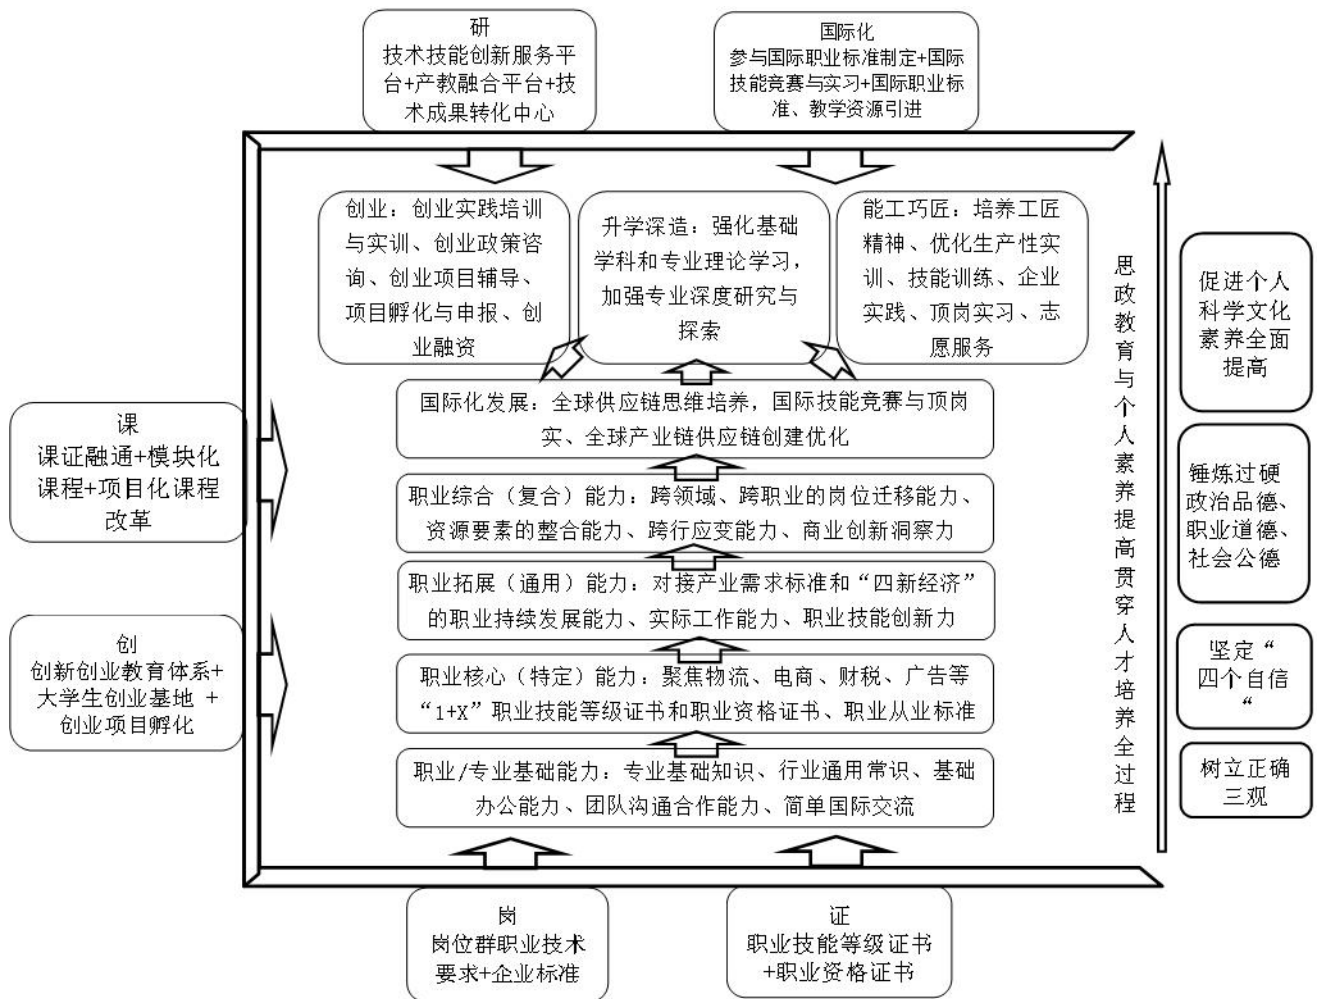 研
技术技能创新服务平
台+产教融合平台+技
术成果转化中心
国际化
参与国际职业标准制定+国际
技能竞赛与实习+国际职业标
准、教学资源引进
创业：创业实践培训
与实训、创业政策咨
询、创业项目辅导、
项目孵化与申报、创
业融资
升学深造：强化基础
学科和专业理论学习，
加强专业深度研究与
探索
能工巧匠：培养工匠
精神、优化生产性实
训、技能训练、企业
实践、顶岗实习、志
愿服务
国际化发展：全球供应链思维培养，国际技能竞赛与顶岗
实、全球产业链供应链创建优化
职业综合（复合）能力：跨领域、跨职业的岗位迁移能力、
资源要素的整合能力、跨行应变能力、商业创新洞察力
职业拓展（通用）能力：对接产业需求标准和“四新经济”
的职业持续发展能力、实际工作能力、职业技能创新力
职业核心（特定）能力：聚焦物流、电商、财税、广告等
“1+X”职业技能等级证书和职业资格证书、职业从业标准
职业/专业基础能力：专业基础知识、行业通用常识、基础
办公能力、团队沟通合作能力、简单国际交流
课
课证融通+模块化
课程+项目化课程
改革
创
创新创业教育体系+
大学生创业基地 +
创业项目孵化
岗
岗位群职业技术
要求+企业标准
证
职业技能等级证书
+职业资格证书
思政教育与个人素养提高贯穿人才培养全过程
促进个人
科学文化
素养全面
提高
锤炼过硬
政治品德、
职业道德、
社会公德
坚定“
四个自信
“
树立正确
三观